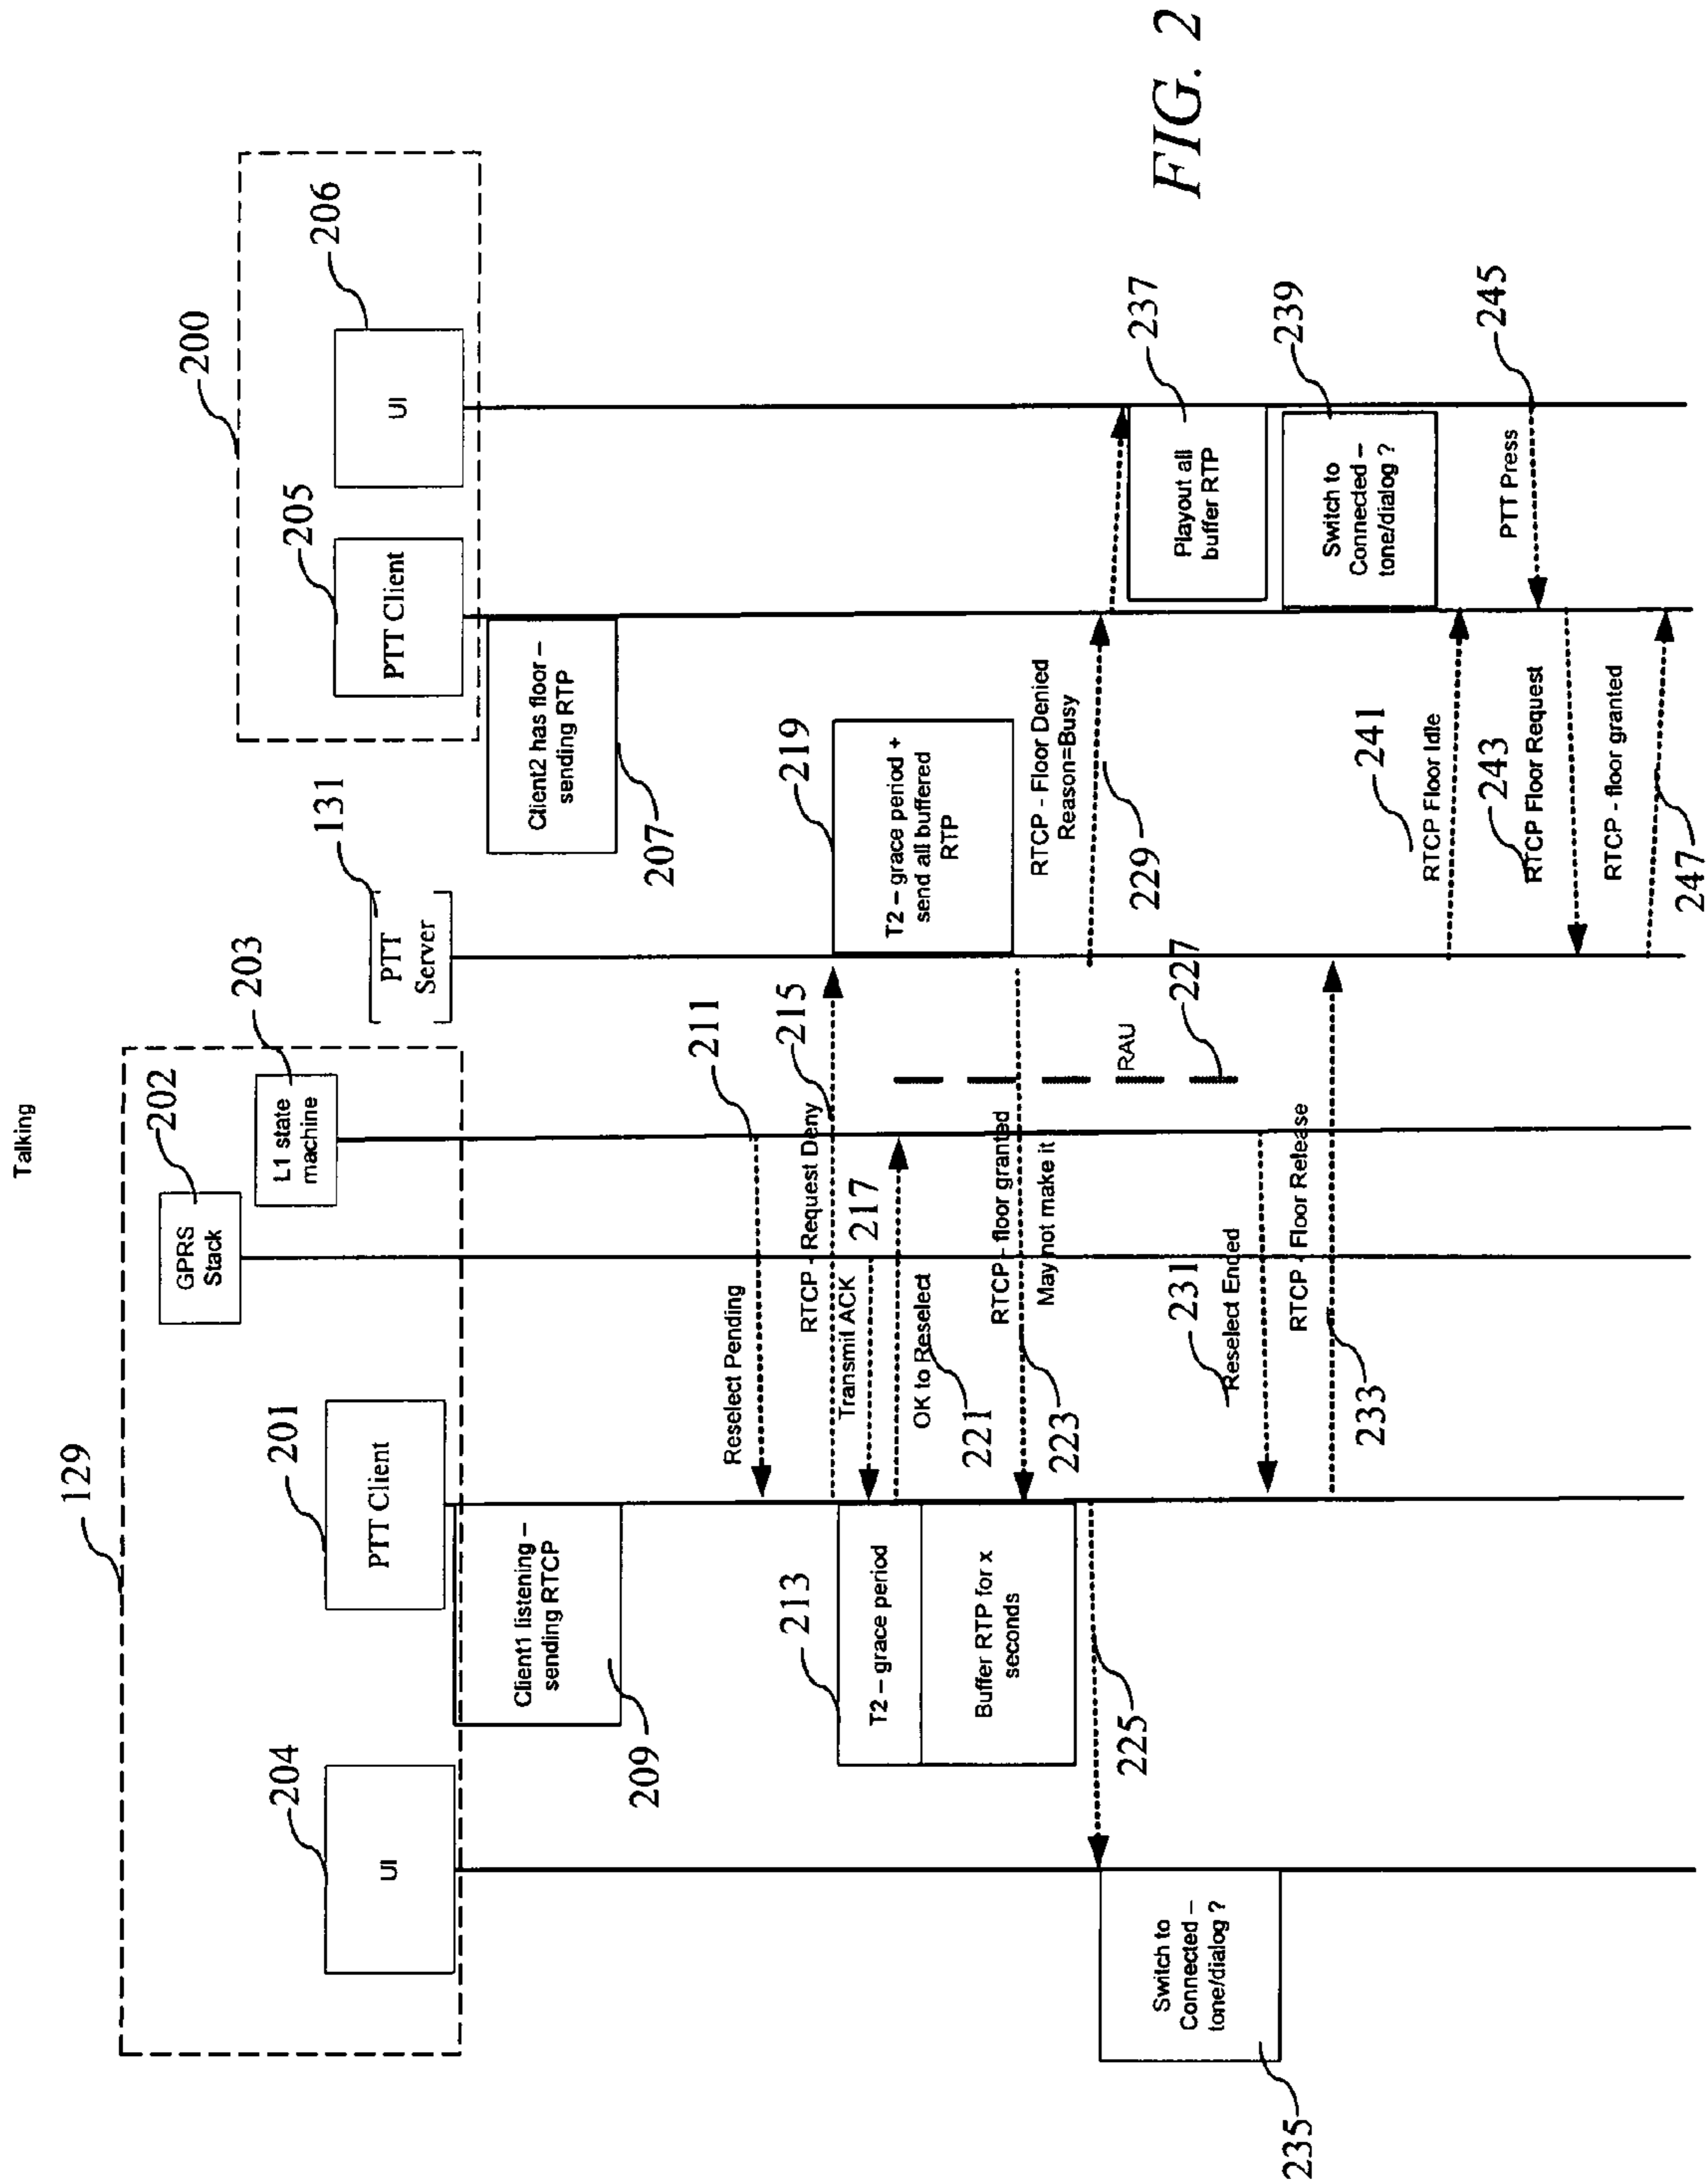 Talking
129
204
UI
201
PTT Client
202
GPRS
Stack
203
L1 state
machine
131
PTT
Server
200
205
PTT Client
206
UI
Client1 listening –
sending RTCP
209
Client2 has floor –
sending RTP
207
211
Reselect Pending
213
T2 – grace period
Buffer RTP for x
seconds
215
RTCP - Request Deny
Transmit ACK
217
219
T2 – grace period +
send all buffered
RTP
OK to Reselect
221
RTCP - floor granted
May not make it
223
225
RAU
227
RTCP - Floor Denied
Reason=Busy
229
231
Reselect Ended
RTCP - Floor Release
233
Switch to
Connected –
tone/dialog ?
235
Playout all
buffer RTP
237
Switch to
Connected –
tone/dialog ?
239
241
RTCP Floor Idle
243
RTCP Floor Request
PTT Press
245
RTCP - floor granted
247
FIG. 2